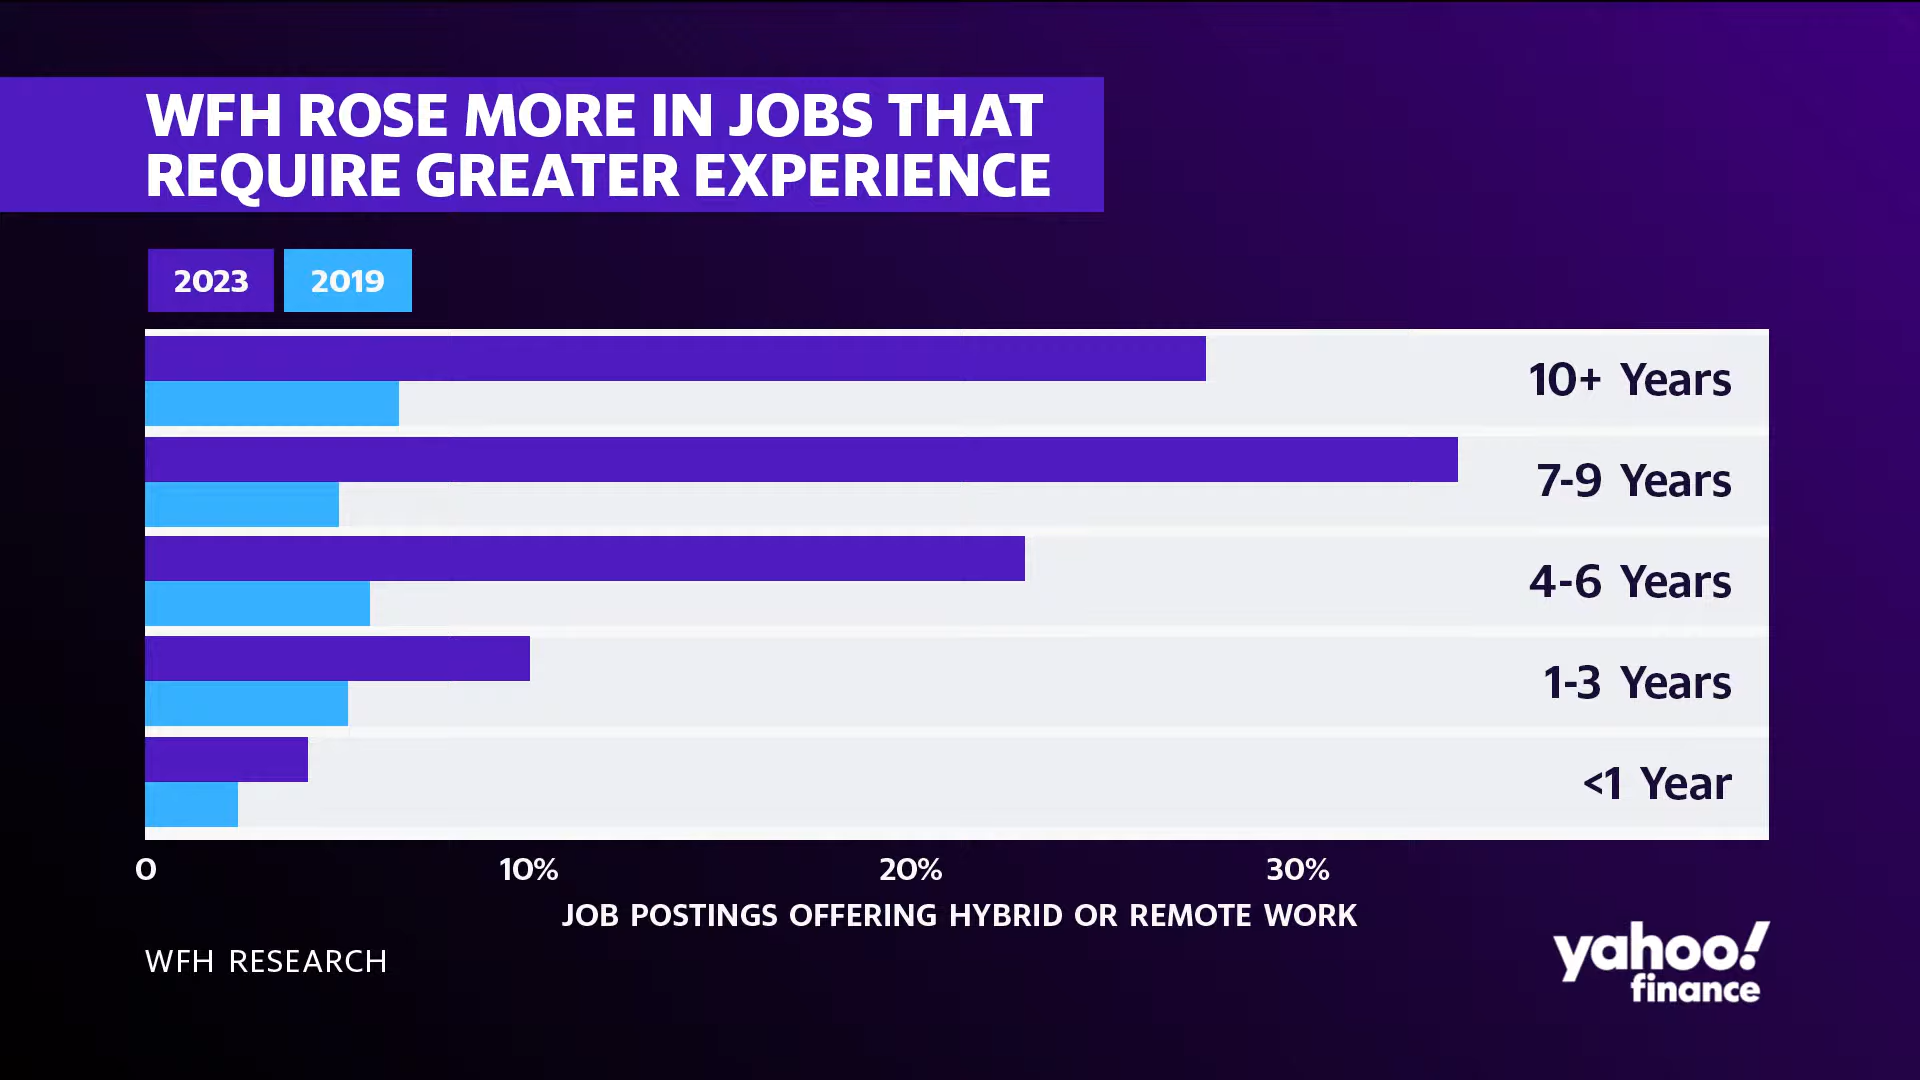 WFH ROSE MORE IN JOBS THAT
REQUIRE GREATER EXPERIENCE
2023 2019
10+ Years
7-9 Years
4-6 Years
1-3 Years
<1 Year
0 10% 20% 30%
JOB POSTINGS OFFERING HYBRID OR REMOTE WORK
WFH RESEARCH
yahoo!
finance